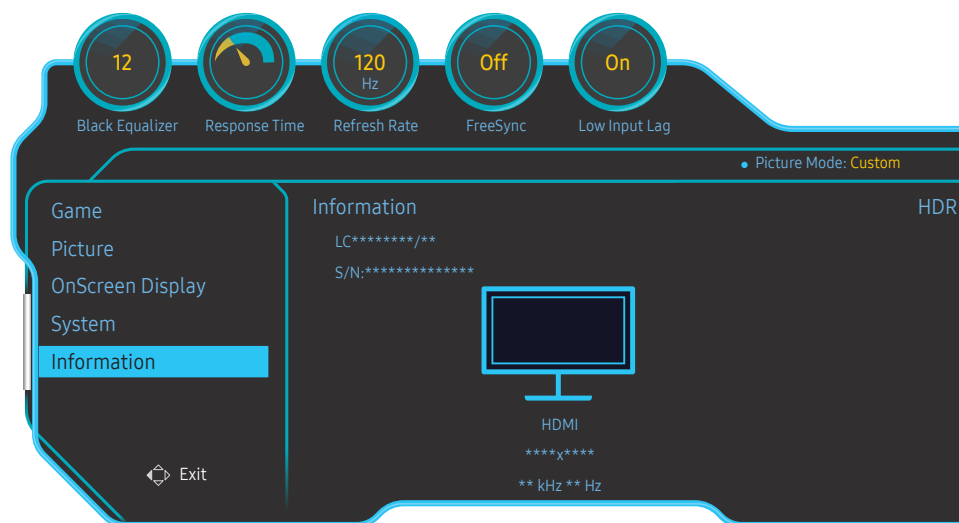 12
120
Hz
Off
On
Black Equalizer
Response Time
Refresh Rate
FreeSync
Low Input Lag
Picture Mode: Custom
Game
Picture
OnScreen Display
System
Information
Exit
Information
HDR
LC********/**
S/N:**************
HDMI
****x****
** kHz ** Hz